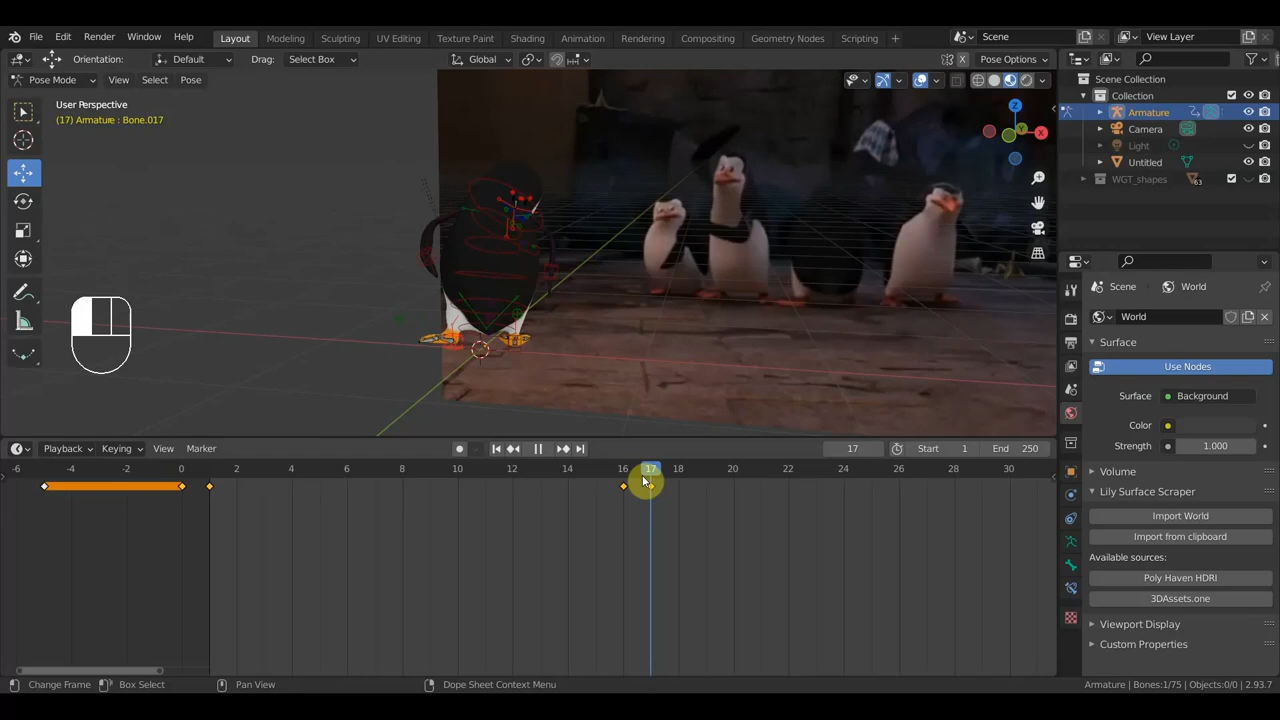 File Edit Render Window Help Layout Modeling Sculpting UV Editing Texture Paint Shading Animation Rendering Compositing Geometry Nodes Scripting + Scene View Layer
Orientation: Default Drag: Select Box Global X Pose Options
Pose Mode View Select Pose
User Perspective
(17) Armature : Bone.017
Z
Y
X
Scene Collection
Collection
Armature
Camera
Light
Untitled
WGT_shapes 63
Scene World
World
Surface
Use Nodes
Surface Background
Color
Strength 1.000
Volume
Lily Surface Scraper
Import World
Import from clipboard
Available sources:
Poly Haven HDRI
3DAssets.one
Viewport Display
Custom Properties
Playback Keying View Marker 17 Start 1 End 250
-6 -4 -2 0 2 4 6 8 10 12 14 16 17 18 20 22 24 26 28 30
Change Frame Box Select Pan View Dope Sheet Context Menu Armature | Bones:1/75 | Objects:0/0 | 2.93.7